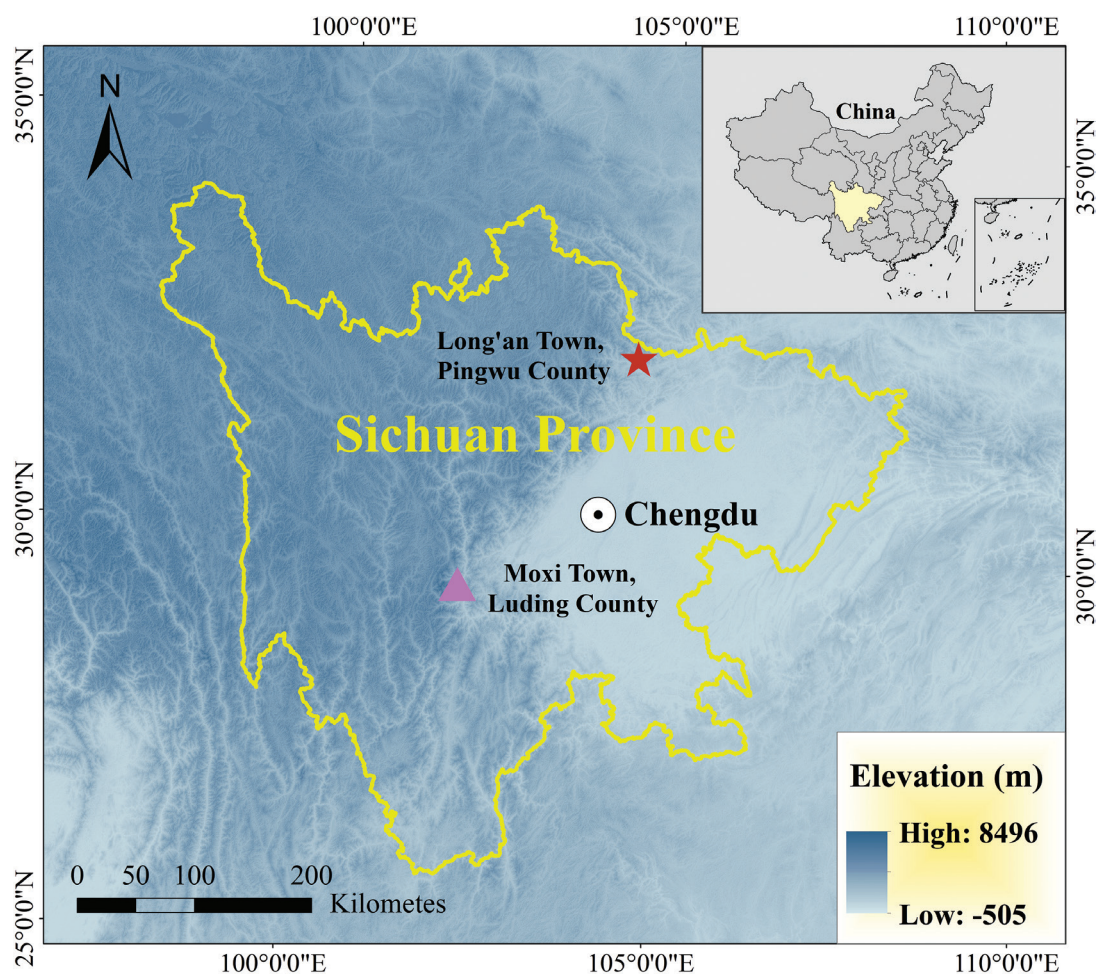 100°0'0"E 105°0'0"E 110°0'0"E
35°0'0"N
N
China
35°0'0"N
Long'an Town,
Pingwu County
Sichuan Province
30°0'0"N
Chengdu
Moxi Town,
Luding County
30°0'0"N
Elevation (m)
High: 8496
Low: -505
0 50 100 200
Kilometes
25°0'0"N
100°0'0"E 105°0'0"E 110°0'0"E